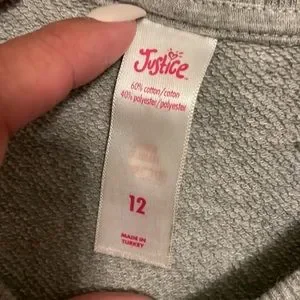 Justice
60% cotton/coton
40% polyester/polyester
12
MADE IN
TURKEY